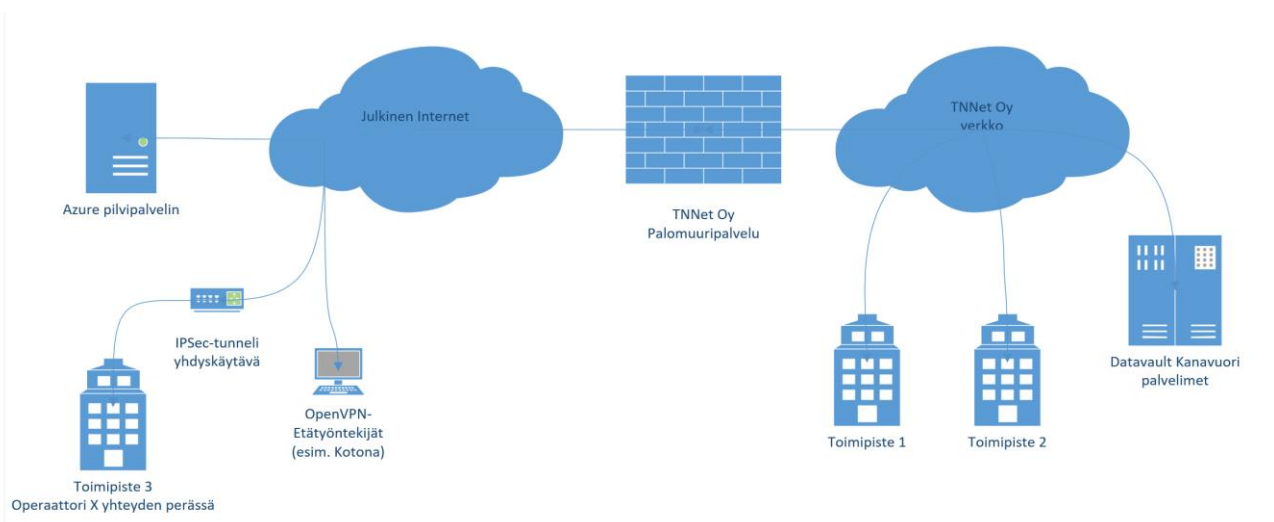 Julkinen Internet
TNNet Oy
verkko
Azure pilvipalvelin
TNNet Oy
Palomuuripalvelu
IPSec-tunneli
yhdyskäytävä
OpenVPN-
Etätyöntekijät
(esim. Kotona)
Toimipiste 3
Operaattori X yhteyden perässä
Toimipiste 1
Toimipiste 2
Datavault Kanavuori
palvelimet